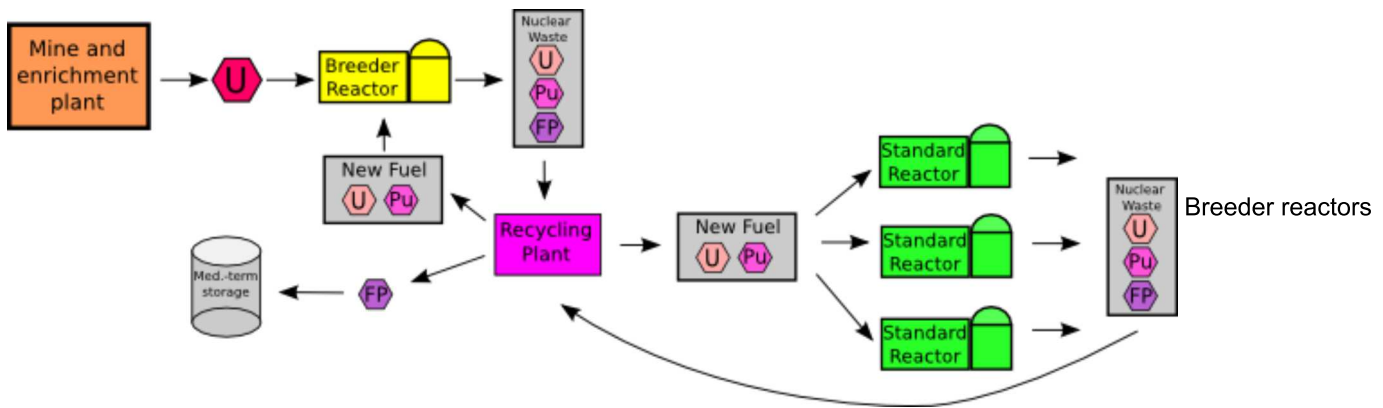 Mine and
enrichment
plant
U
Breeder
Reactor
Nuclear
Waste
U
Pu
FP
New Fuel
U Pu
Recycling
Plant
Med.-term
storage
FP
New Fuel
U Pu
Standard
Reactor
Standard
Reactor
Standard
Reactor
Nuclear
Waste
U
Pu
FP
Breeder reactors